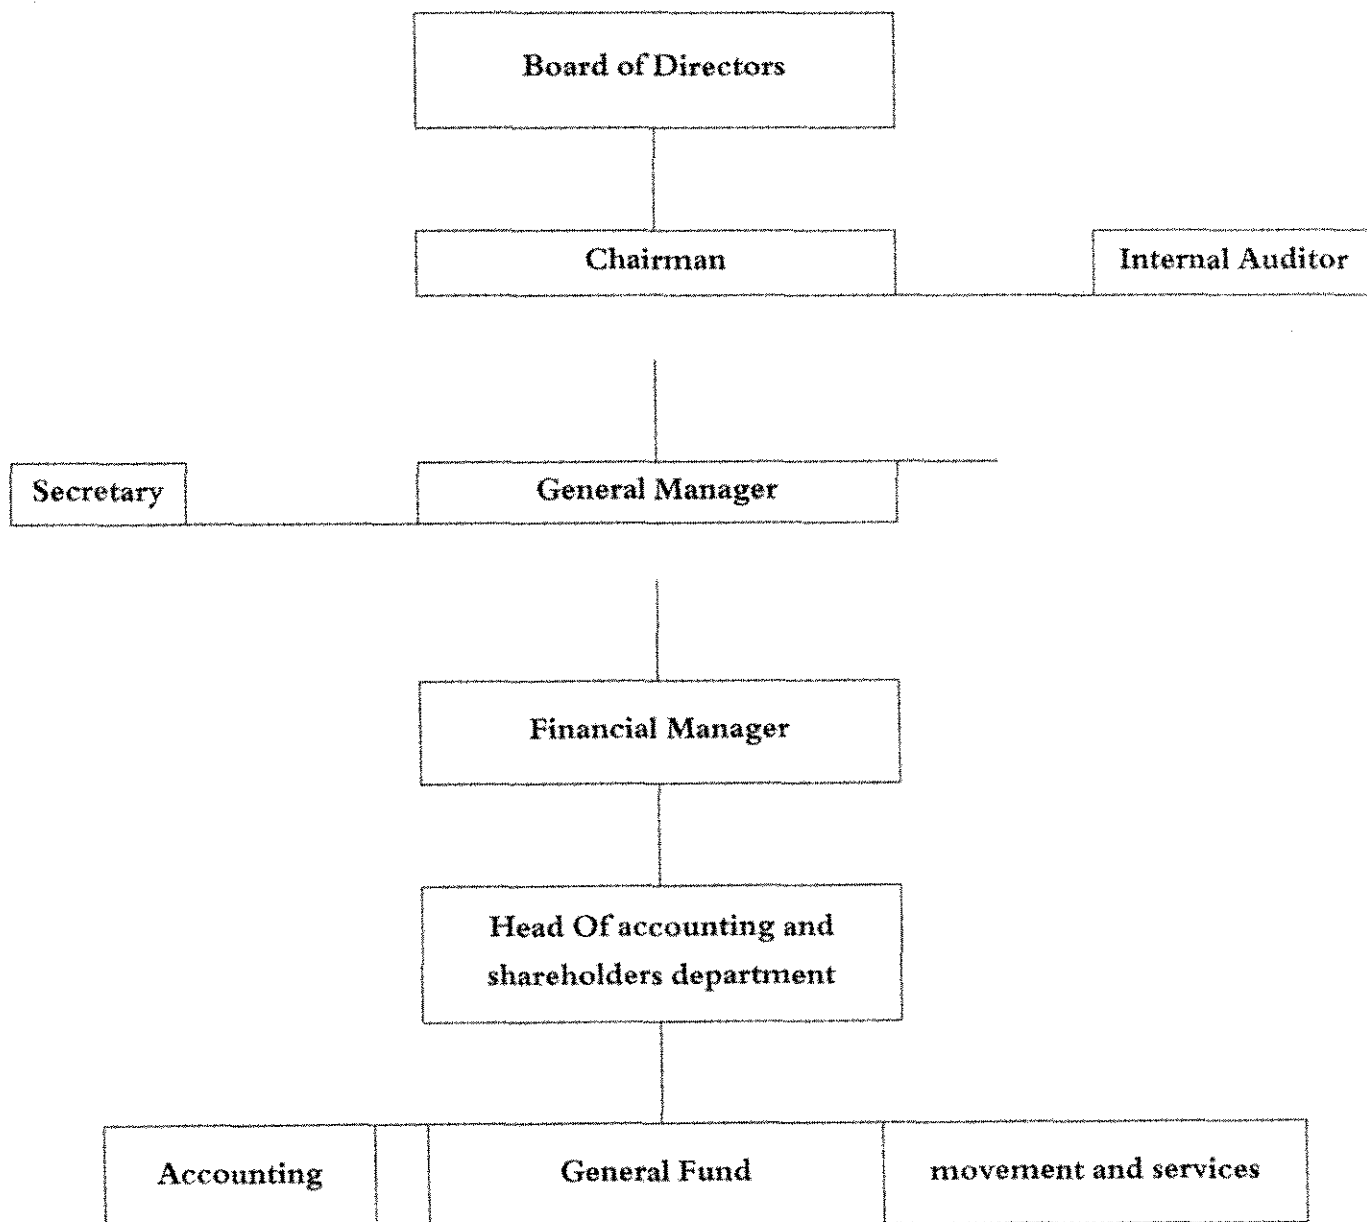 Board of Directors
Chairman
Internal Auditor
Secretary
General Manager
Financial Manager
Head Of accounting and
shareholders department
Accounting
General Fund
movement and services